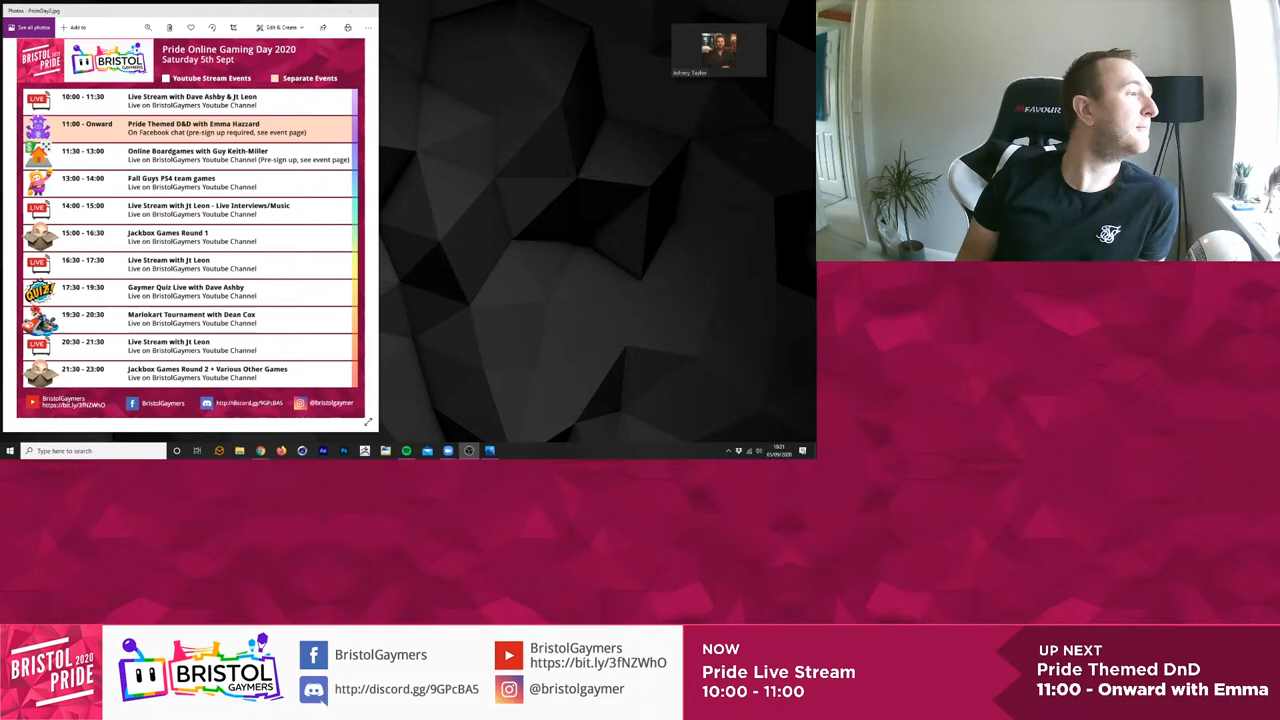 Photos - PrideDay2.jpg
See all photos
Add to
Edit & Create
BRISTOL PRIDE
BRISTOL
GAYMERS
Pride Online Gaming Day 2020
Saturday 5th Sept
Youtube Stream Events
Separate Events
LIVE
10:00 - 11:30
Live Stream with Dave Ashby & Jt Leon
Live on BristolGaymers Youtube Channel
11:00 - Onward
Pride Themed D&D with Emma Hazzard
On Facebook chat (pre-sign up required, see event page)
11:30 - 13:00
Online Boardgames with Guy Keith-Miller
Live on BristolGaymers Youtube Channel (Pre-sign up, see event page)
13:00 - 14:00
Fall Guys PS4 team games
Live on BristolGaymers Youtube Channel
LIVE
14:00 - 15:00
Live Stream with Jt Leon - Live Interviews/Music
Live on BristolGaymers Youtube Channel
15:00 - 16:30
Jackbox Games Round 1
Live on BristolGaymers Youtube Channel
LIVE
16:30 - 17:30
Live Stream with Jt Leon
Live on BristolGaymers Youtube Channel
QUIZ!
17:30 - 19:30
Gaymer Quiz Live with Dave Ashby
Live on BristolGaymers Youtube Channel
19:30 - 20:30
Mariokart Tournament with Dean Cox
Live on BristolGaymers Youtube Channel
LIVE
20:30 - 21:30
Live Stream with Jt Leon
Live on BristolGaymers Youtube Channel
21:30 - 23:00
Jackbox Games Round 2 + Various Other Games
Live on BristolGaymers Youtube Channel
BristolGaymers
https://bit.ly/3fNZWhO
BristolGaymers
http://discord.gg/9GPcBA5
@bristolgaymer
Johnny Taylor
MFAVOUR
Type here to search
10:21
05/09/2020
BRISTOL 2020
PRIDE
BRISTOL
GAYMERS
BristolGaymers
http://discord.gg/9GPcBA5
BristolGaymers
https://bit.ly/3fNZWhO
@bristolgaymer
NOW
Pride Live Stream
10:00 - 11:00
UP NEXT
Pride Themed DnD
11:00 - Onward with Emma